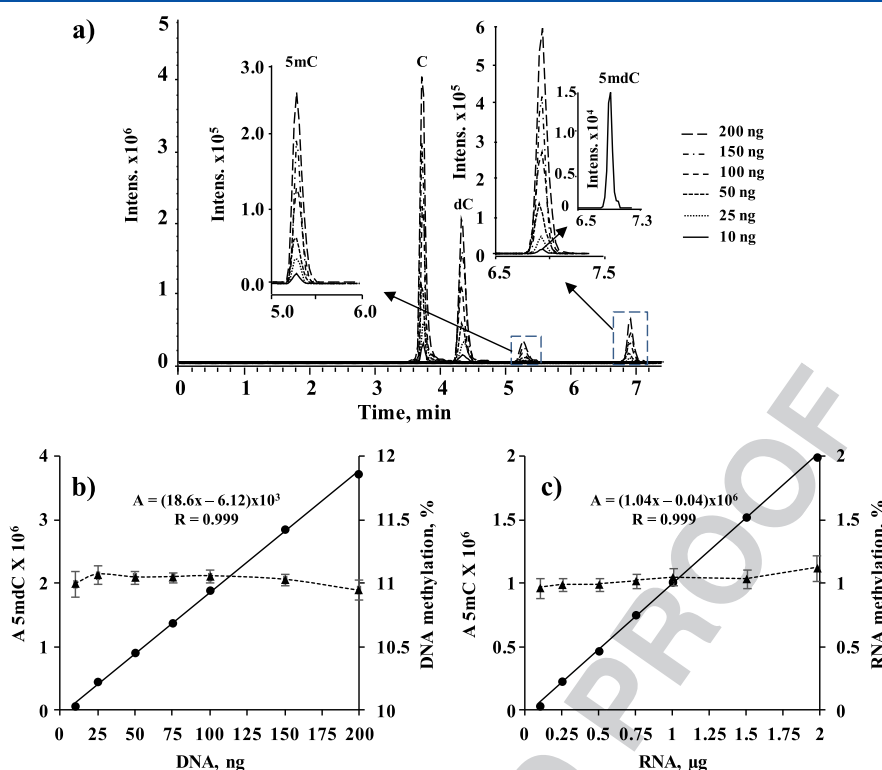 a)
Intens. x10⁶
5
4
3
2
1
0
0 1 2 3 4 5 6 7
Time, min
5mC
Intens. x10⁵
3.0
2.0
1.0
0.0
5.0 6.0
C
dC
Intens. x10⁵
6
5
4
3
2
1
0
6.5 7.5
5mdC
Intens. x10⁴
1.5
1.0
0.5
0
6.5 7.3
200 ng
150 ng
100 ng
50 ng
25 ng
10 ng
b)
A = (18.6x – 6.12)x10³
R = 0.999
A 5mdC X 10⁶
4
3
2
1
0
0 25 50 75 100 125 150 175 200
DNA, ng
12
11.5
11
10.5
10
DNA methylation, %
c)
A = (1.04x – 0.04)x10⁶
R = 0.999
A 5mC X 10⁶
2
1.5
1
0.5
0
0 0.25 0.5 0.75 1 1.25 1.5 1.75 2
RNA, µg
2
1.5
1
0.5
0
RNA methylation, %
PROOF